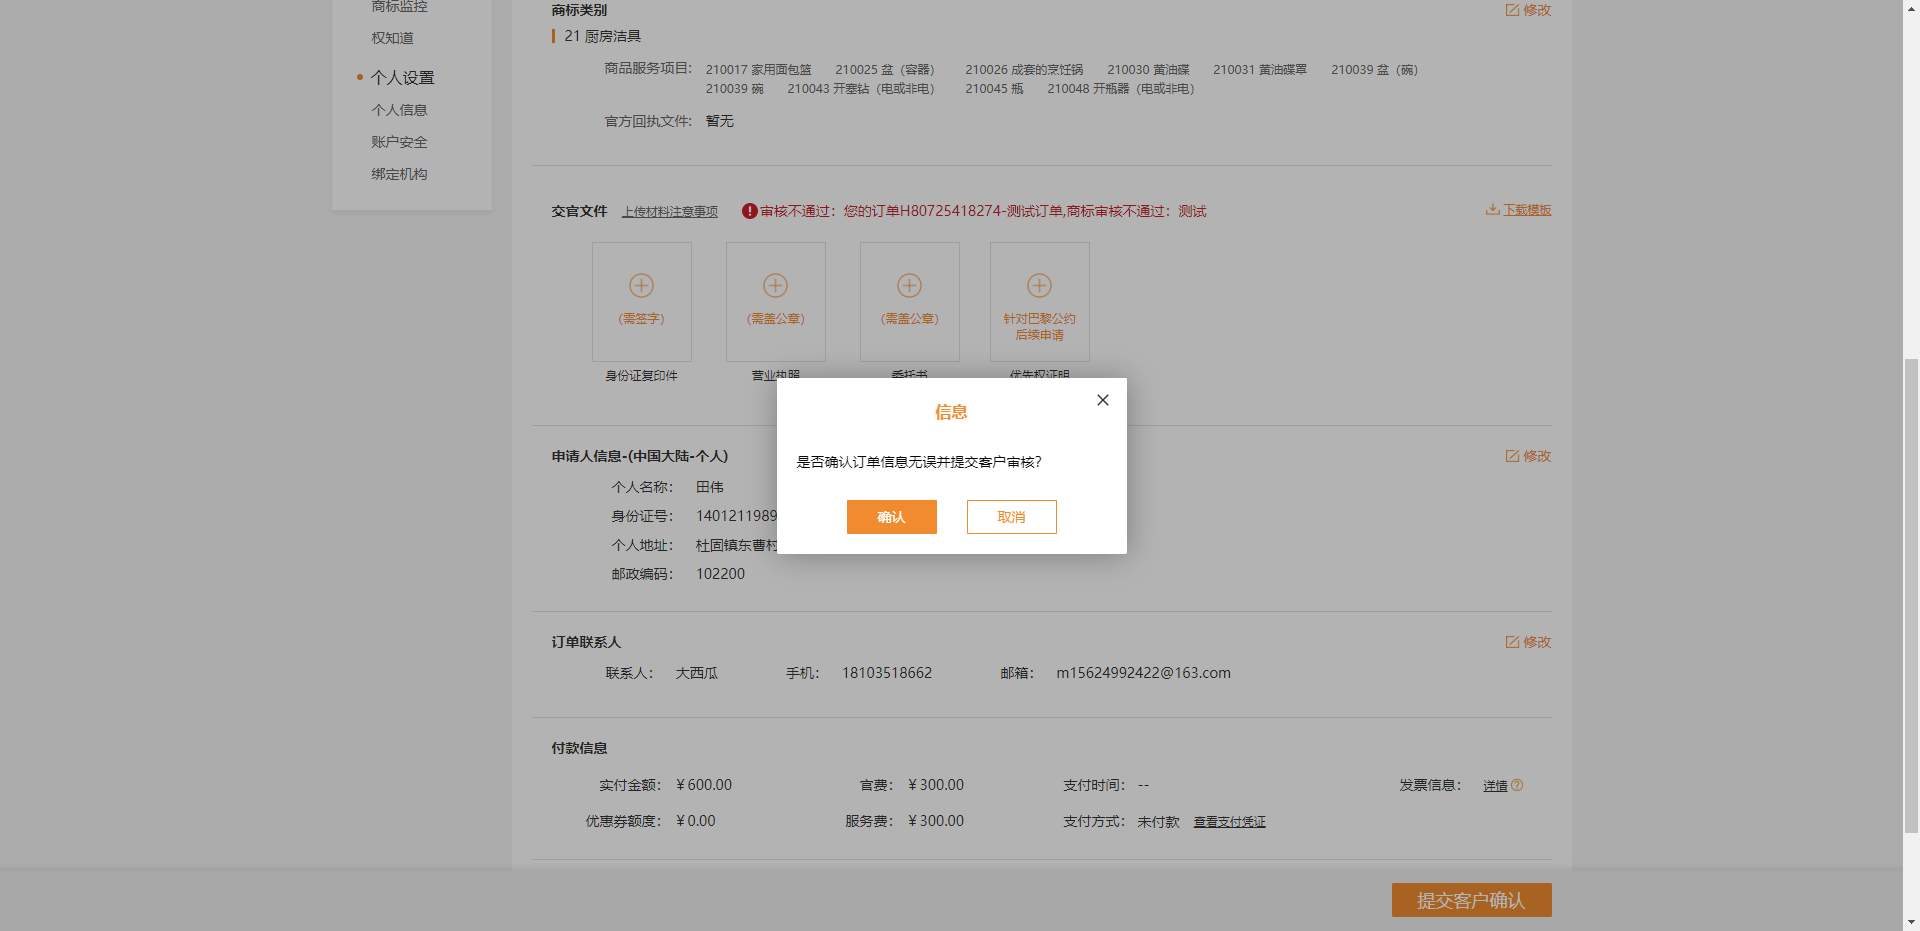 商标监控
权知道
个人设置
个人信息
账户安全
绑定机构
商标类别
修改
21 厨房洁具
商品服务项目: 210017 家用面包篮 210025 盆（容器） 210026 成套的烹饪锅 210030 黄油碟 210031 黄油碟罩 210039 盆（碗）
210039 碗 210043 开塞钻（电或非电） 210045 瓶 210048 开瓶器（电或非电）
官方回执文件: 暂无
交官文件 上传材料注意事项 审核不通过：您的订单H80725418274-测试订单,商标审核不通过：测试 下载模板
(需签字) (需盖公章) (需盖公章) 针对巴黎公约
后续申请
身份证复印件 营业执照 委托书 优先权证明
信息
是否确认订单信息无误并提交客户审核?
确认 取消
申请人信息-(中国大陆-个人) 修改
个人名称： 田伟
身份证号： 1401211989
个人地址： 杜固镇东曹村
邮政编码： 102200
订单联系人 修改
联系人： 大西瓜 手机： 18103518662 邮箱： m15624992422@163.com
付款信息
实付金额： ¥600.00 官费： ¥300.00 支付时间： -- 发票信息： 详情
优惠券额度： ¥0.00 服务费： ¥300.00 支付方式： 未付款 查看支付凭证
提交客户确认